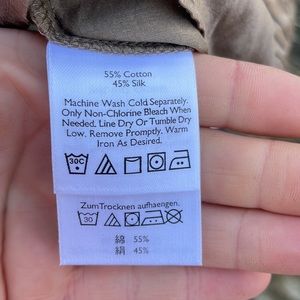 55% Cotton
45% Silk
Machine Wash Cold Separately.
Only Non-Chlorine Bleach When
Needed. Line Dry Or Tumble Dry
Low. Remove Promptly. Warm
Iron As Desired.
30C
ZumTrocknen aufhaengen.
30
綿 55%
絹 45%